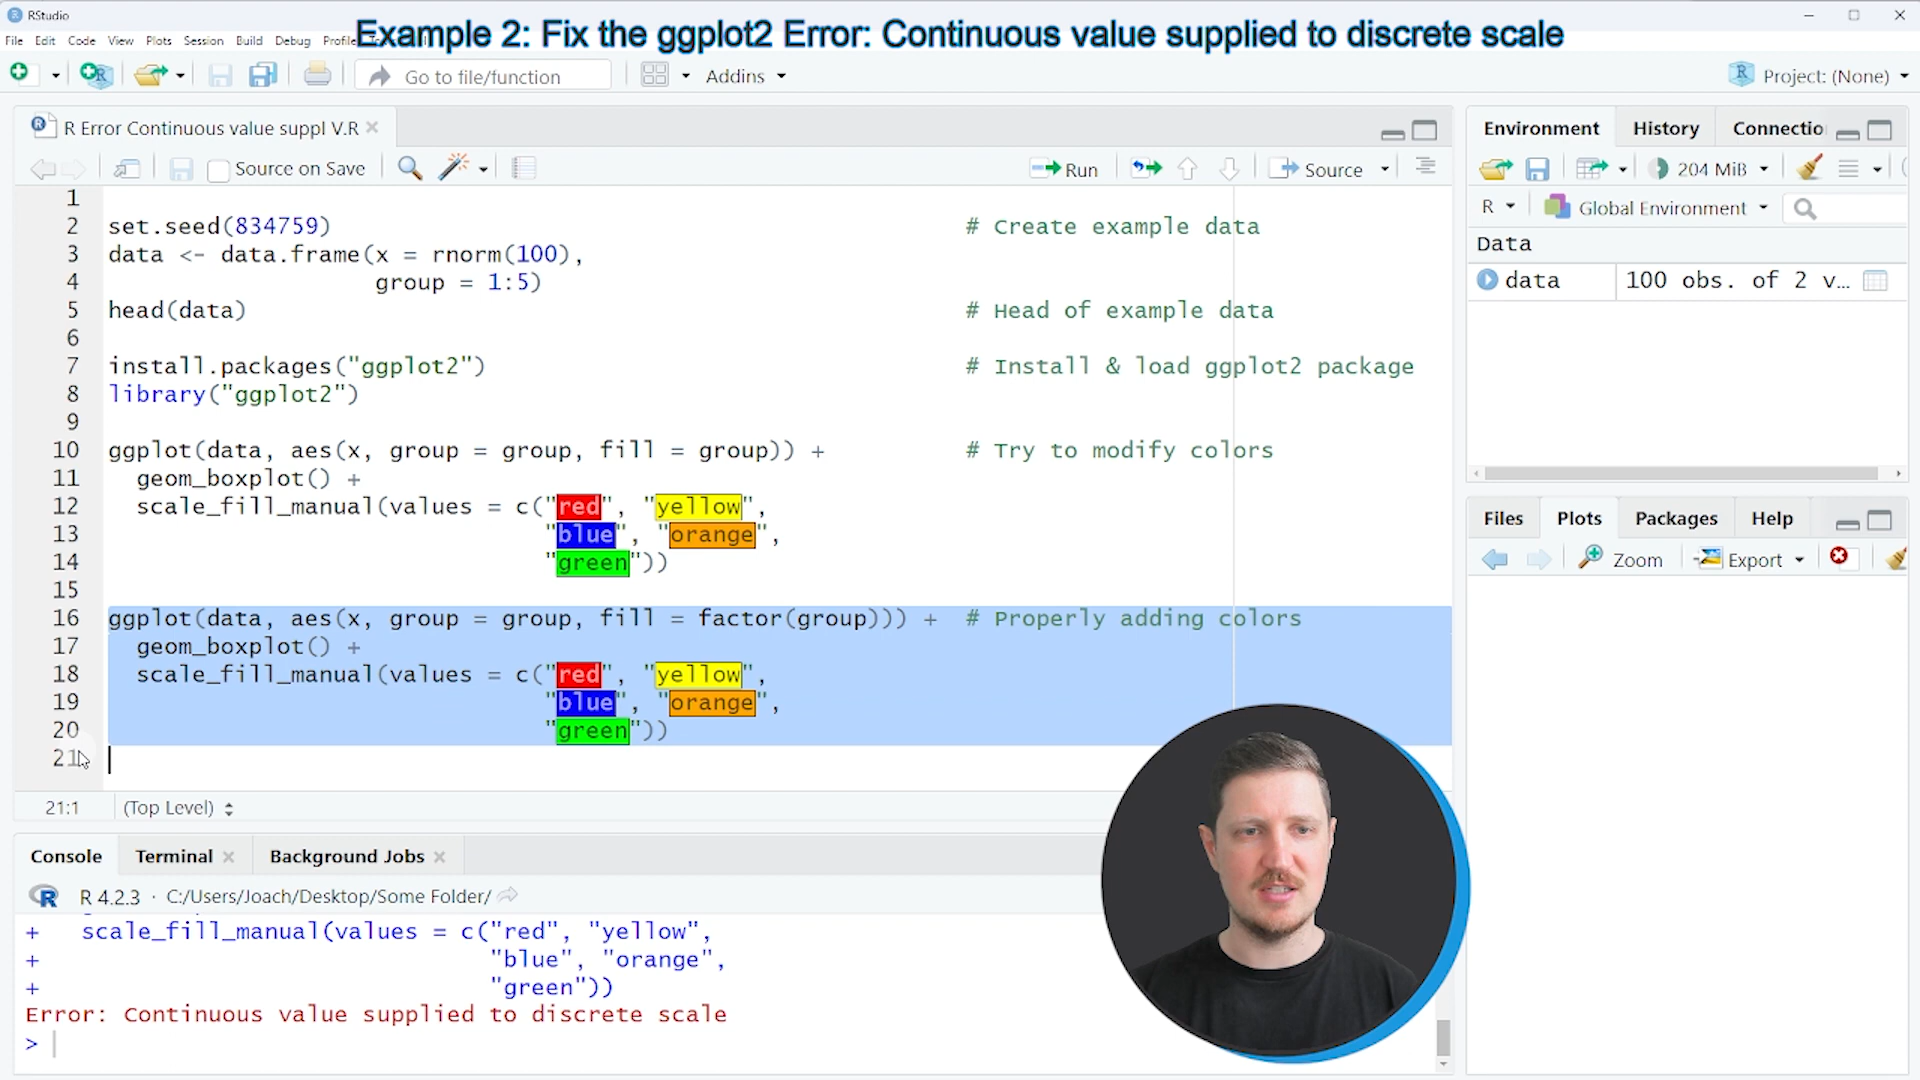 RStudio
Example 2: Fix the ggplot2 Error: Continuous value supplied to discrete scale
File Edit Code View Plots Session Build Debug Profile
Go to file/function Addins Project: (None)
R Error Continuous value suppl V.R
Source on Save Run Source
1
2 set.seed(834759) # Create example data
3 data <- data.frame(x = rnorm(100),
4 group = 1:5)
5 head(data) # Head of example data
6
7 install.packages("ggplot2") # Install & load ggplot2 package
8 library("ggplot2")
9
10 ggplot(data, aes(x, group = group, fill = group)) + # Try to modify colors
11 geom_boxplot() +
12 scale_fill_manual(values = c("red", "yellow",
13 "blue", "orange",
14 "green"))
15
16 ggplot(data, aes(x, group = group, fill = factor(group))) + # Properly adding colors
17 geom_boxplot() +
18 scale_fill_manual(values = c("red", "yellow",
19 "blue", "orange",
20 "green"))
21
21:1 (Top Level)
Console Terminal Background Jobs
R 4.2.3 · C:/Users/Joach/Desktop/Some Folder/
+ scale_fill_manual(values = c("red", "yellow",
+ "blue", "orange",
+ "green"))
Error: Continuous value supplied to discrete scale
>
Environment History Connectio
204 MiB
R Global Environment
Data
data 100 obs. of 2 v…
Files Plots Packages Help
Zoom Export